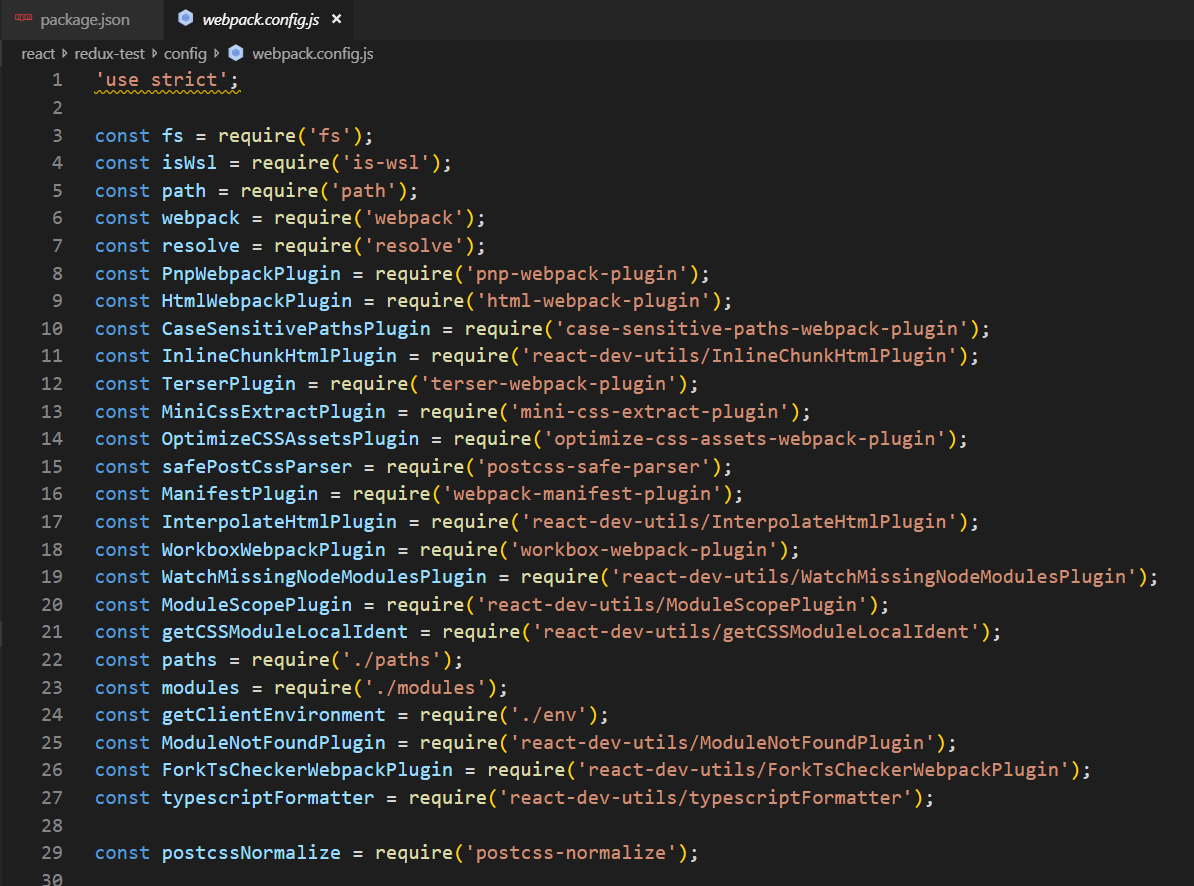 package.json webpack.config.js ×
react redux-test config webpack.config.js
1 'use strict';
2
3 const fs = require('fs');
4 const isWsl = require('is-wsl');
5 const path = require('path');
6 const webpack = require('webpack');
7 const resolve = require('resolve');
8 const PnpWebpackPlugin = require('pnp-webpack-plugin');
9 const HtmlWebpackPlugin = require('html-webpack-plugin');
10 const CaseSensitivePathsPlugin = require('case-sensitive-paths-webpack-plugin');
11 const InlineChunkHtmlPlugin = require('react-dev-utils/InlineChunkHtmlPlugin');
12 const TerserPlugin = require('terser-webpack-plugin');
13 const MiniCssExtractPlugin = require('mini-css-extract-plugin');
14 const OptimizeCSSAssetsPlugin = require('optimize-css-assets-webpack-plugin');
15 const safePostCssParser = require('postcss-safe-parser');
16 const ManifestPlugin = require('webpack-manifest-plugin');
17 const InterpolateHtmlPlugin = require('react-dev-utils/InterpolateHtmlPlugin');
18 const WorkboxWebpackPlugin = require('workbox-webpack-plugin');
19 const WatchMissingNodeModulesPlugin = require('react-dev-utils/WatchMissingNodeModulesPlugin');
20 const ModuleScopePlugin = require('react-dev-utils/ModuleScopePlugin');
21 const getCSSModuleLocalIdent = require('react-dev-utils/getCSSModuleLocalIdent');
22 const paths = require('./paths');
23 const modules = require('./modules');
24 const getClientEnvironment = require('./env');
25 const ModuleNotFoundPlugin = require('react-dev-utils/ModuleNotFoundPlugin');
26 const ForkTsCheckerWebpackPlugin = require('react-dev-utils/ForkTsCheckerWebpackPlugin');
27 const typescriptFormatter = require('react-dev-utils/typescriptFormatter');
28
29 const postcssNormalize = require('postcss-normalize');
30